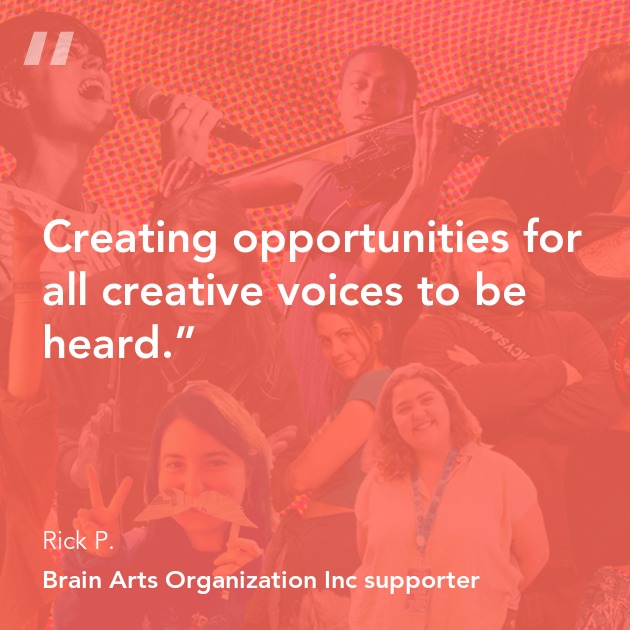 "
Creating opportunities for
all creative voices to be
heard.”
Rick P.
Brain Arts Organization Inc supporter